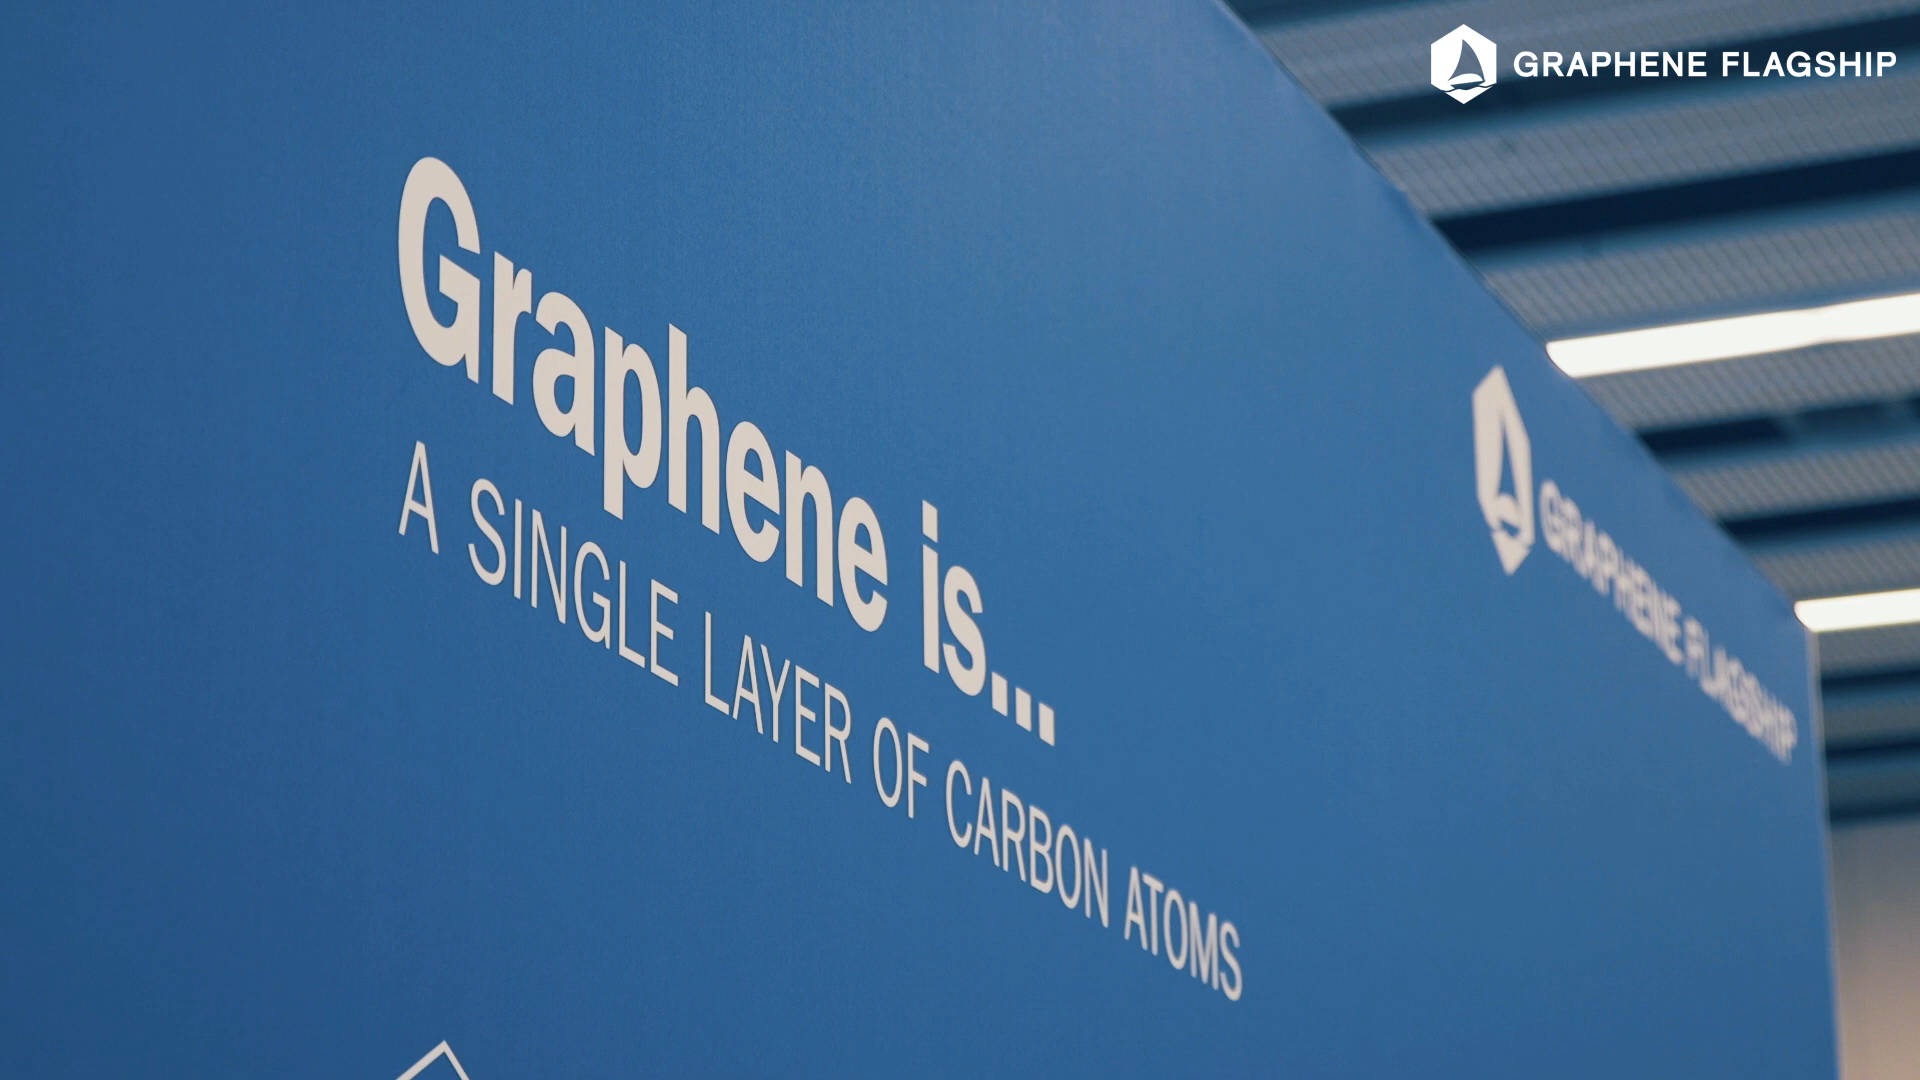 GRAPHENE FLAGSHIP
Graphene is...
A SINGLE LAYER OF CARBON ATOMS
GRAPHENE FLAGSHIP